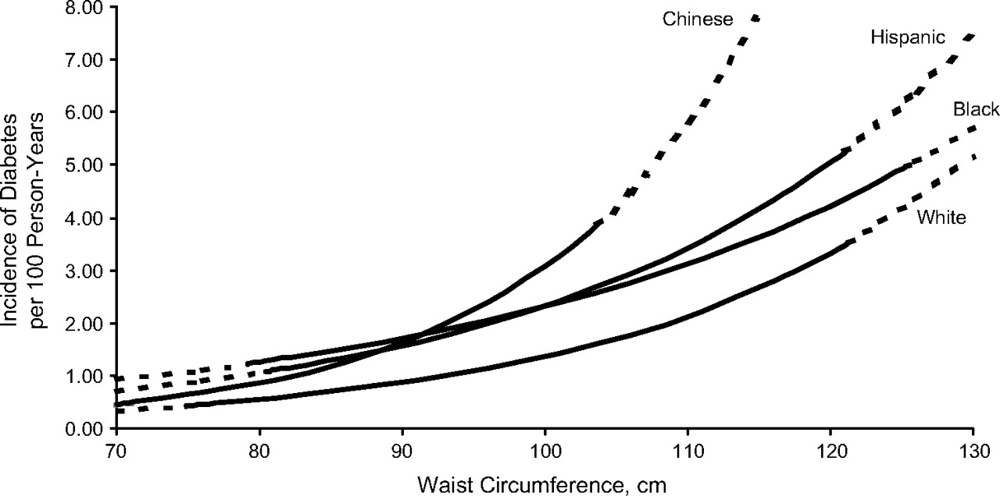 Incidence of Diabetes
per 100 Person-Years
8.00
7.00
6.00
5.00
4.00
3.00
2.00
1.00
0.00
Chinese
Hispanic
Black
White
70 80 90 100 110 120 130
Waist Circumference, cm